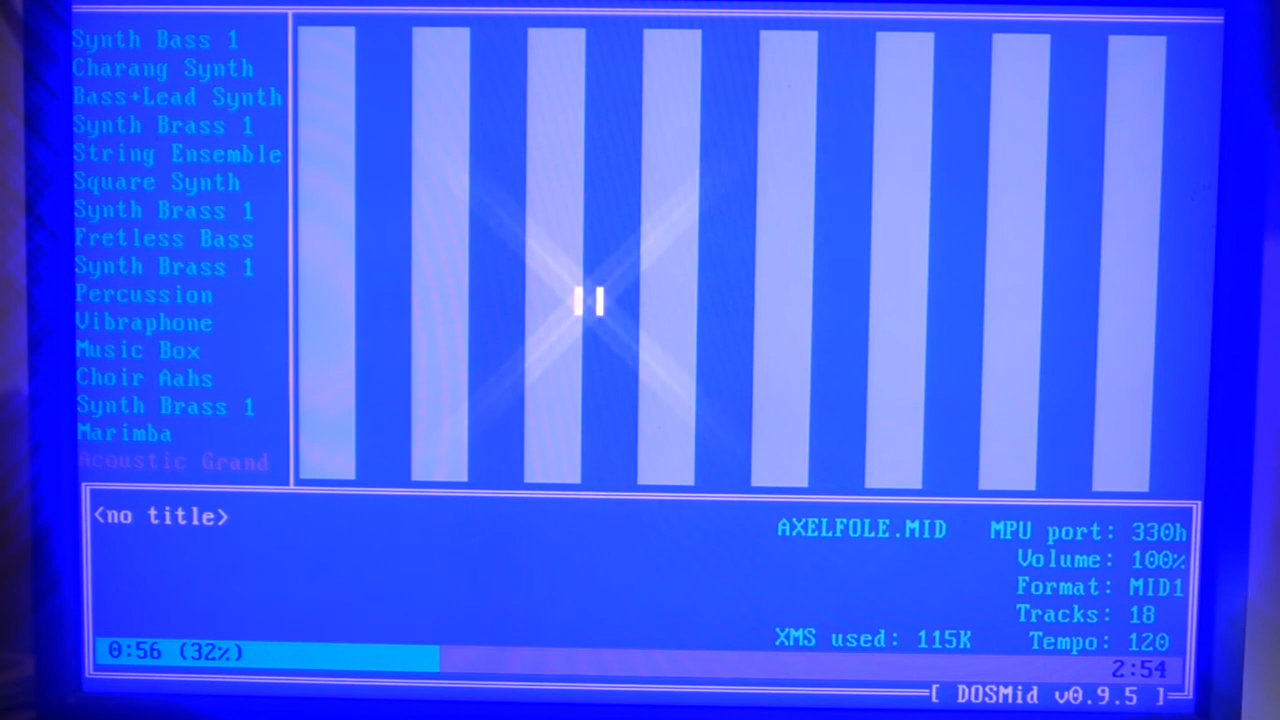 Synth Bass 1
Charang Synth
Bass+Lead Synth
Synth Brass 1
String Ensemble
Square Synth
Synth Brass 1
Fretless Bass
Synth Brass 1
Percussion
Vibraphone
Music Box
Choir Aahs
Synth Brass 1
Marimba
Acoustic Grand
<no title>
AXELFOLE.MID MPU port: 330h
Volume: 100%
Format: MID1
Tracks: 18
XMS used: 115K Tempo: 120
0:56 (32%) 2:54
[ DOSMid v0.9.5 ]